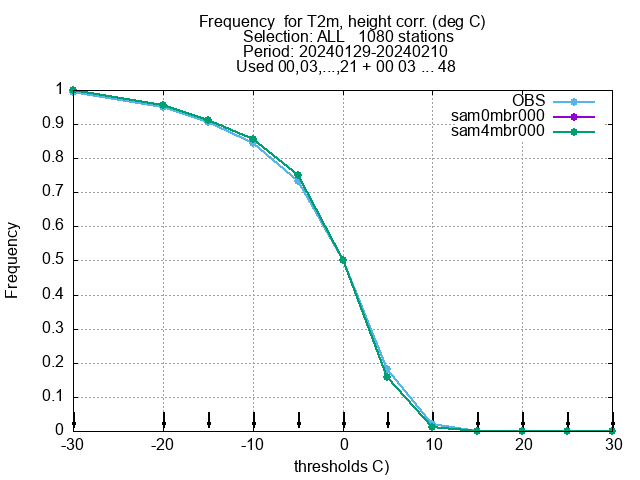 Frequency  for T2m, height corr. (deg C)
Selection: ALL   1080 stations
Period: 20240129-20240210
Used 00,03,...,21 + 00 03 ... 48
OBS
sam0mbr000
sam4mbr000
Frequency
1
0.9
0.8
0.7
0.6
0.5
0.4
0.3
0.2
0.1
0
-30 -20 -10 0 10 20 30
thresholds C)